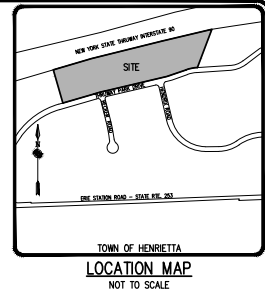 NEW YORK STATE THRUWAY INTERSTATE 90
SITE
THRUWAY PARK DRIVE
N
ERIE STATION ROAD - STATE RTE. 253
TOWN OF HENRIETTA
LOCATION MAP
NOT TO SCALE